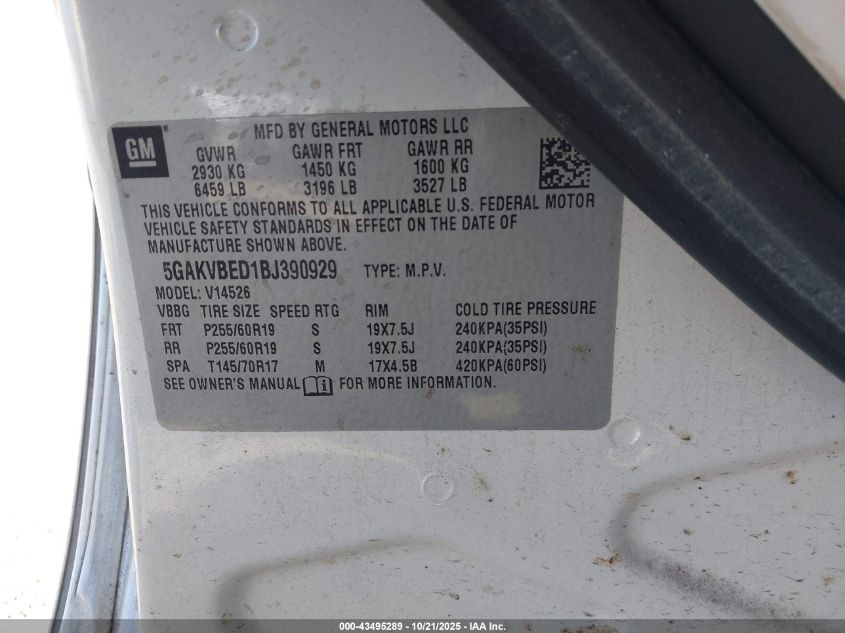 GM ®
MFD BY GENERAL MOTORS LLC
GVWR GAWR FRT GAWR RR
2930 KG 1450 KG 1600 KG
6459 LB 3196 LB 3527 LB
THIS VEHICLE CONFORMS TO ALL APPLICABLE U.S. FEDERAL MOTOR
VEHICLE SAFETY STANDARDS IN EFFECT ON THE DATE OF
MANUFACTURE SHOWN ABOVE.
5GAKVBED1BJ390929 TYPE: M.P.V.
MODEL: V14526
VBBG TIRE SIZE SPEED RTG RIM COLD TIRE PRESSURE
FRT P255/60R19 S 19X7.5J 240KPA(35PSI)
RR P255/60R19 S 19X7.5J 240KPA(35PSI)
SPA T145/70R17 M 17X4.5B 420KPA(60PSI)
SEE OWNER'S MANUAL FOR MORE INFORMATION.
000-43495289 - 10/21/2025 - IAA Inc.